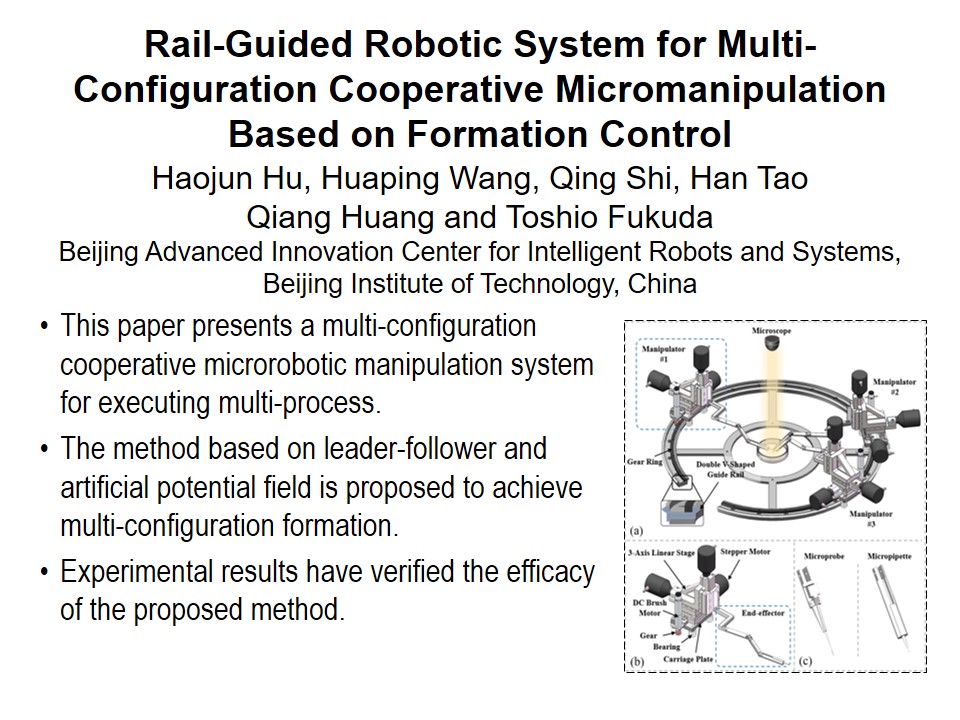 Rail-Guided Robotic System for Multi-
Configuration Cooperative Micromanipulation
Based on Formation Control
Haojun Hu, Huaping Wang, Qing Shi, Han Tao
Qiang Huang and Toshio Fukuda
Beijing Advanced Innovation Center for Intelligent Robots and Systems,
Beijing Institute of Technology, China
• This paper presents a multi-configuration
cooperative microrobotic manipulation system
for executing multi-process.
• The method based on leader-follower and
artificial potential field is proposed to achieve
multi-configuration formation.
• Experimental results have verified the efficacy
of the proposed method.
Microscope
Manipulator
#1
Manipulator
#2
Gear Ring
Double V-Shaped
Guide Rail
Manipulator
#3
(a)
3-Axis Linear Stage
Stepper Motor
DC Brush
Motor
End-effector
Gear
Bearing
Carriage Plate
(b)
Microprobe
Micropipette
(c)